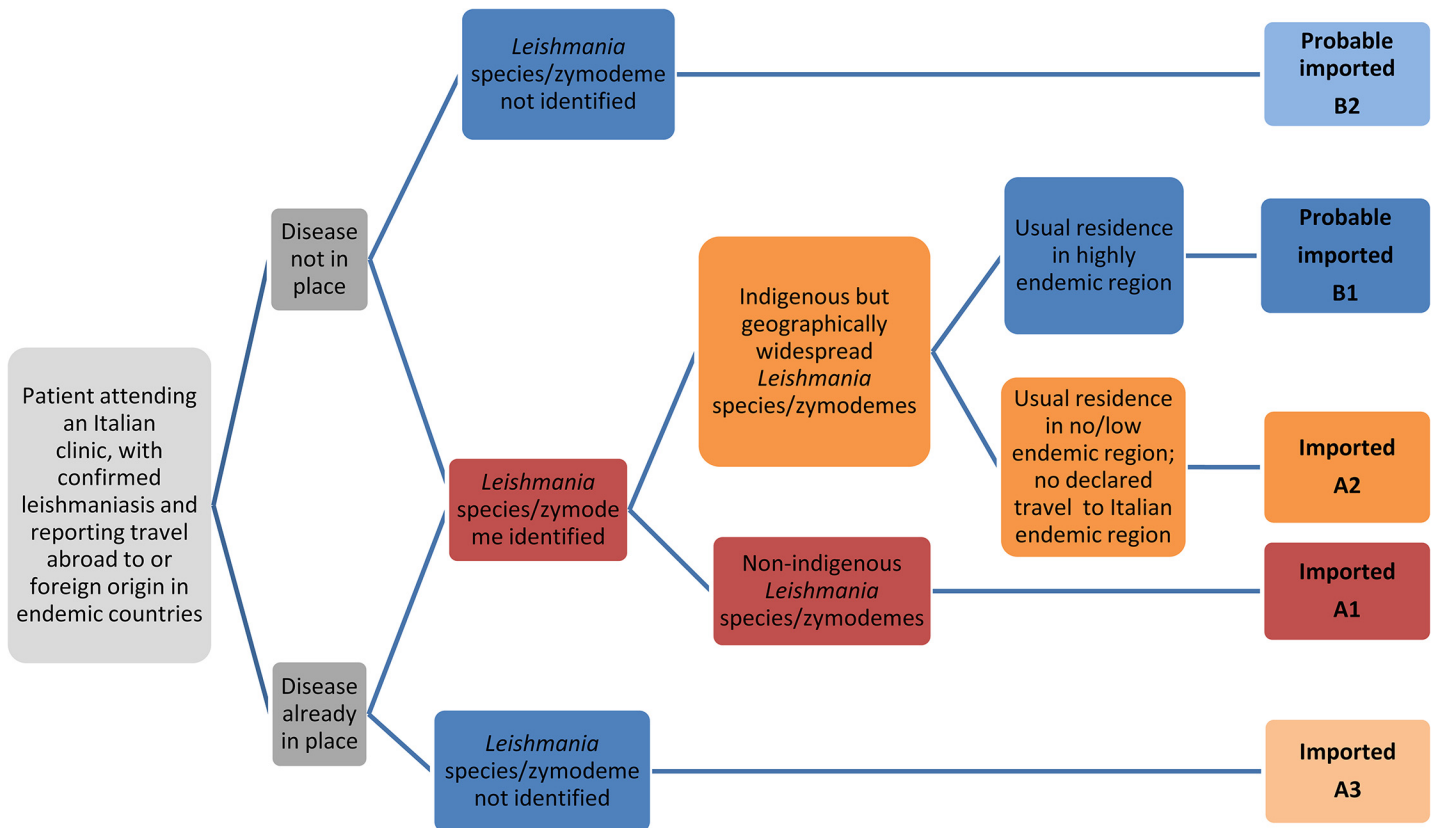 Patient attending
an Italian
clinic, with
confirmed
leishmaniasis and
reporting travel
abroad to or
foreign origin in
endemic countries
Disease
not in
place
Disease
already
in place
Leishmania
species/zymodeme
not identified
Leishmania
species/zymode
me identified
Leishmania
species/zymodeme
not identified
Indigenous but
geographically
widespread
Leishmania
species/zymodemes
Non-indigenous
Leishmania
species/zymodemes
Usual residence
in highly
endemic region
Usual residence
in no/low
endemic region;
no declared
travel to Italian
endemic region
Probable
imported
B2
Probable
imported
B1
Imported
A2
Imported
A1
Imported
A3